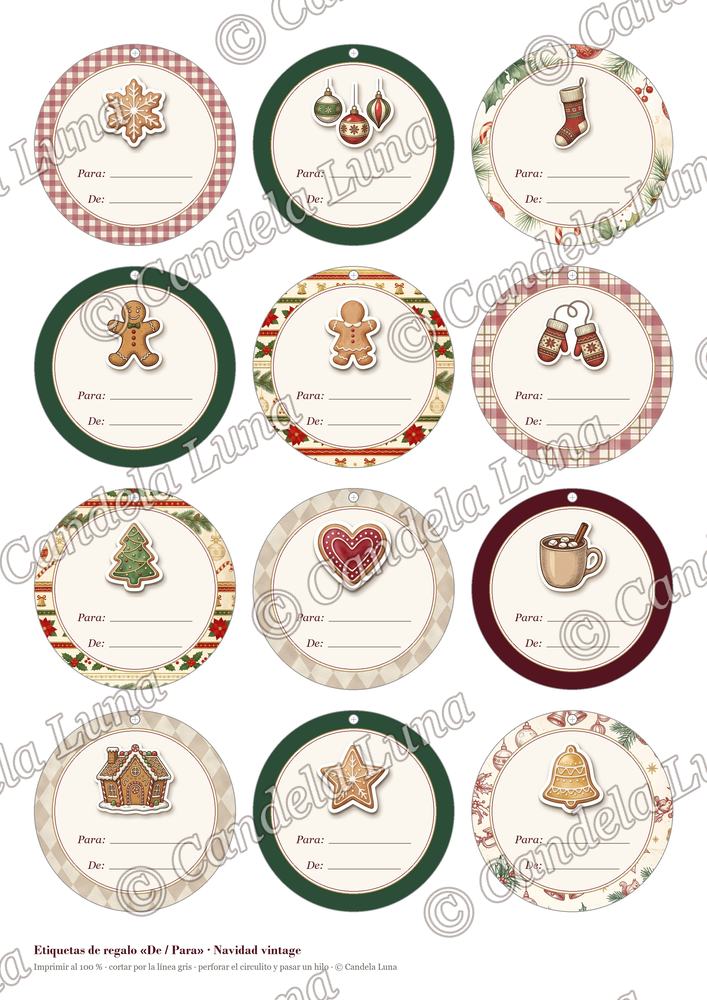 Para:
De:
Para:
De:
Para:
De:
Para:
De:
Para:
De:
Para:
De:
Para:
De:
Para:
De:
Para:
De:
Para:
De:
Para:
De:
Para:
De:
Etiquetas de regalo «De / Para» · Navidad vintage
Imprimir al 100 % · cortar por la línea gris · perforar el circulito y pasar un hilo · © Candela Luna
© Candela Luna